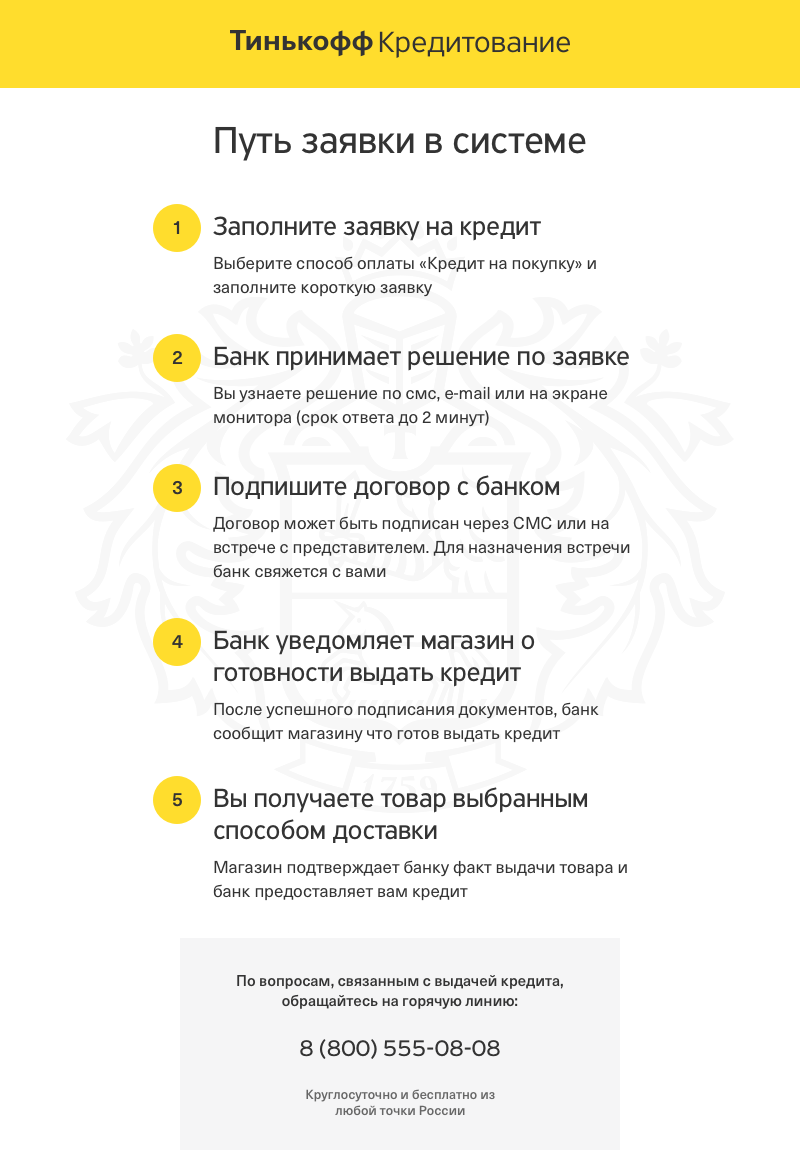 Тинькофф Кредитование
Путь заявки в системе
1
Заполните заявку на кредит
Выберите способ оплаты «Кредит на покупку» и
заполните короткую заявку
2
Банк принимает решение по заявке
Вы узнаете решение по смс, e-mail или на экране
монитора (срок ответа до 2 минут)
3
Подпишите договор с банком
Договор может быть подписан через СМС или на
встрече с представителем. Для назначения встречи
банк свяжется с вами
4
Банк уведомляет магазин о
готовности выдать кредит
После успешного подписания документов, банк
сообщит магазину что готов выдать кредит
1759
5
Вы получаете товар выбранным
способом доставки
Магазин подтверждает банку факт выдачи товара и
банк предоставляет вам кредит
По вопросам, связанным с выдачей кредита,
обращайтесь на горячую линию:
8 (800) 555-08-08
Круглосуточно и бесплатно из
любой точки России